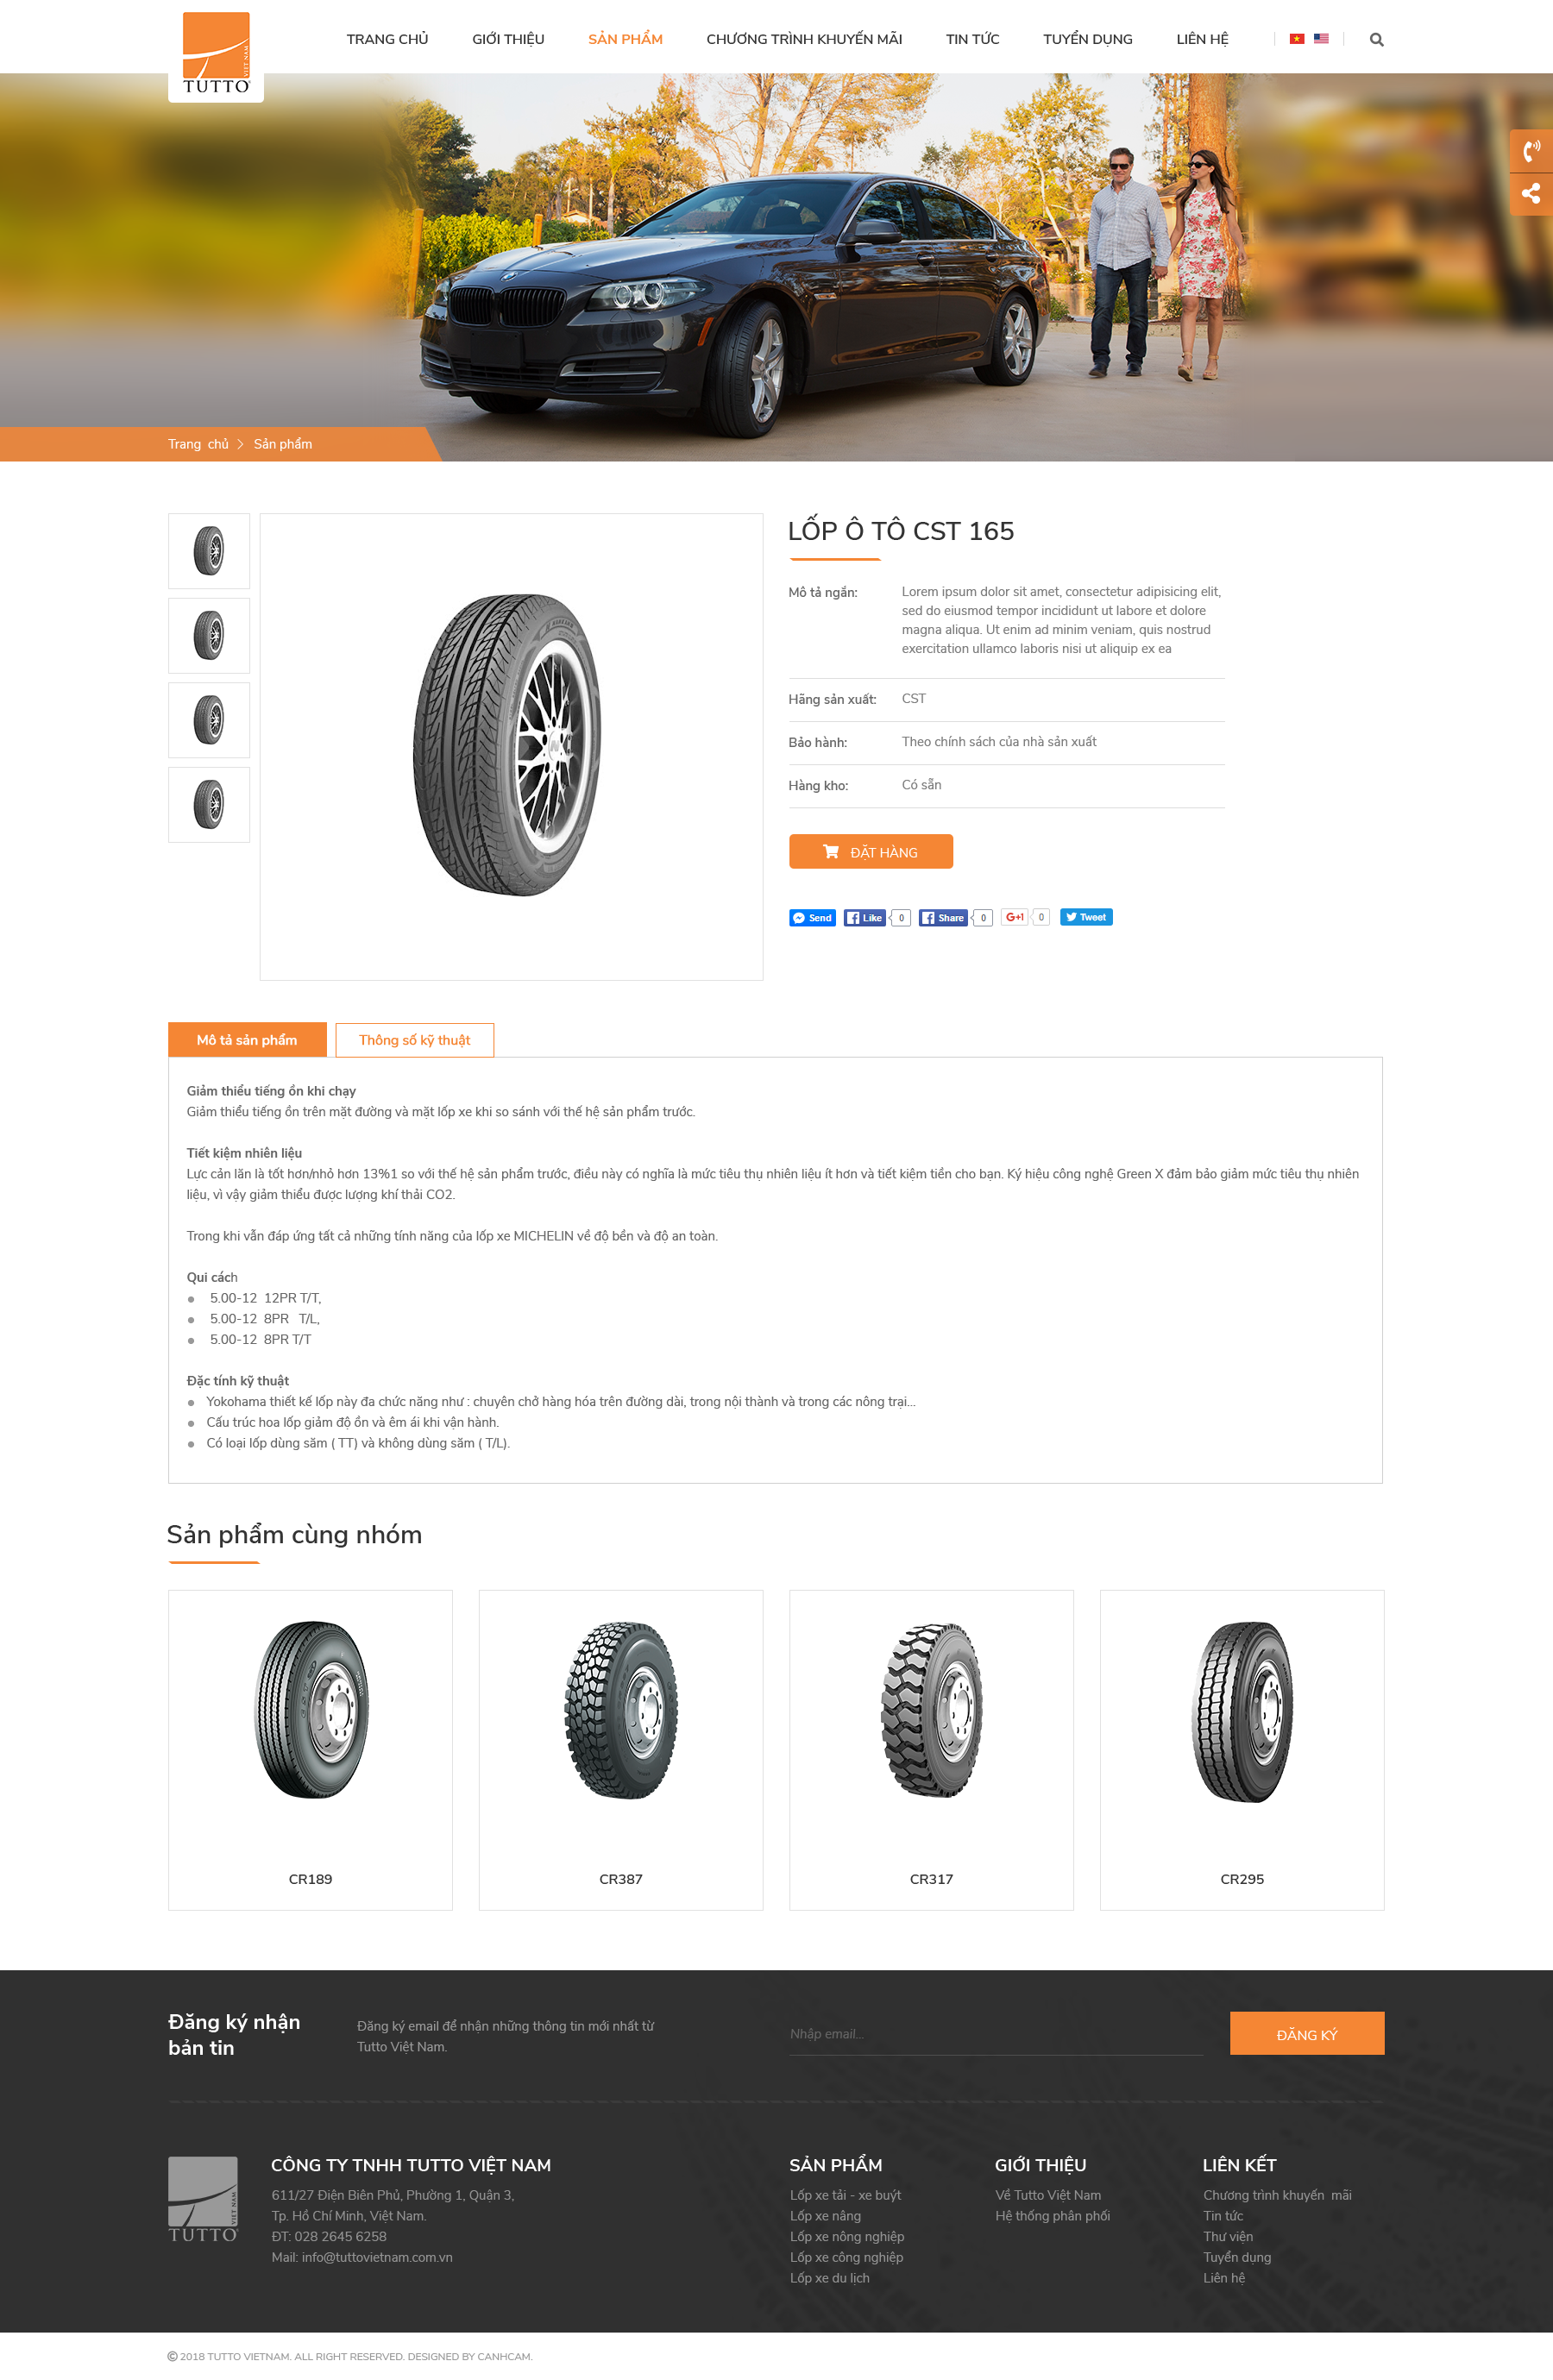 TUTTO
VIỆT NAM
TRANG CHỦ
GIỚI THIỆU
SẢN PHẨM
CHƯƠNG TRÌNH KHUYẾN MÃI
TIN TỨC
TUYỂN DỤNG
LIÊN HỆ
Trang chủ
Sản phẩm
LỐP Ô TÔ CST 165
Mô tả ngắn:
Lorem ipsum dolor sit amet, consectetur adipisicing elit,
sed do eiusmod tempor incididunt ut labore et dolore
magna aliqua. Ut enim ad minim veniam, quis nostrud
exercitation ullamco laboris nisi ut aliquip ex ea
Hãng sản xuất:
CST
Bảo hành:
Theo chính sách của nhà sản xuất
Hàng kho:
Có sẵn
ĐẶT HÀNG
Send
Like
0
Share
0
G+1
0
Tweet
Mô tả sản phẩm
Thông số kỹ thuật
Giảm thiểu tiếng ồn khi chạy
Giảm thiểu tiếng ồn trên mặt đường và mặt lốp xe khi so sánh với thế hệ sản phẩm trước.
Tiết kiệm nhiên liệu
Lực cản lăn là tốt hơn/nhỏ hơn 13%1 so với thế hệ sản phẩm trước, điều này có nghĩa là mức tiêu thụ nhiên liệu ít hơn và tiết kiệm tiền cho bạn. Ký hiệu công nghệ Green X đảm bảo giảm mức tiêu thụ nhiên
liệu, vì vậy giảm thiểu được lượng khí thải CO2.
Trong khi vẫn đáp ứng tất cả những tính năng của lốp xe MICHELIN về độ bền và độ an toàn.
Qui cách
5.00-12 12PR T/T,
5.00-12 8PR T/L,
5.00-12 8PR T/T
Đặc tính kỹ thuật
Yokohama thiết kế lốp này đa chức năng như : chuyên chở hàng hóa trên đường dài, trong nội thành và trong các nông trại...
Cấu trúc hoa lốp giảm độ ồn và êm ái khi vận hành.
Có loại lốp dùng săm ( TT) và không dùng săm ( T/L).
Sản phẩm cùng nhóm
CR189
CR387
CR317
CR295
Đăng ký nhận
bản tin
Đăng ký email để nhận những thông tin mới nhất từ
Tutto Việt Nam.
Nhập email...
ĐĂNG KÝ
TUTTO
VIỆT NAM
CÔNG TY TNHH TUTTO VIỆT NAM
611/27 Điện Biên Phủ, Phường 1, Quận 3,
Tp. Hồ Chí Minh, Việt Nam.
ĐT: 028 2645 6258
Mail: info@tuttovietnam.com.vn
SẢN PHẨM
Lốp xe tải - xe buýt
Lốp xe nâng
Lốp xe nông nghiệp
Lốp xe công nghiệp
Lốp xe du lịch
GIỚI THIỆU
Về Tutto Việt Nam
Hệ thống phân phối
LIÊN KẾT
Chương trình khuyến mãi
Tin tức
Thư viện
Tuyển dụng
Liên hệ
© 2018 TUTTO VIETNAM. ALL RIGHT RESERVED. DESIGNED BY CANHCAM.